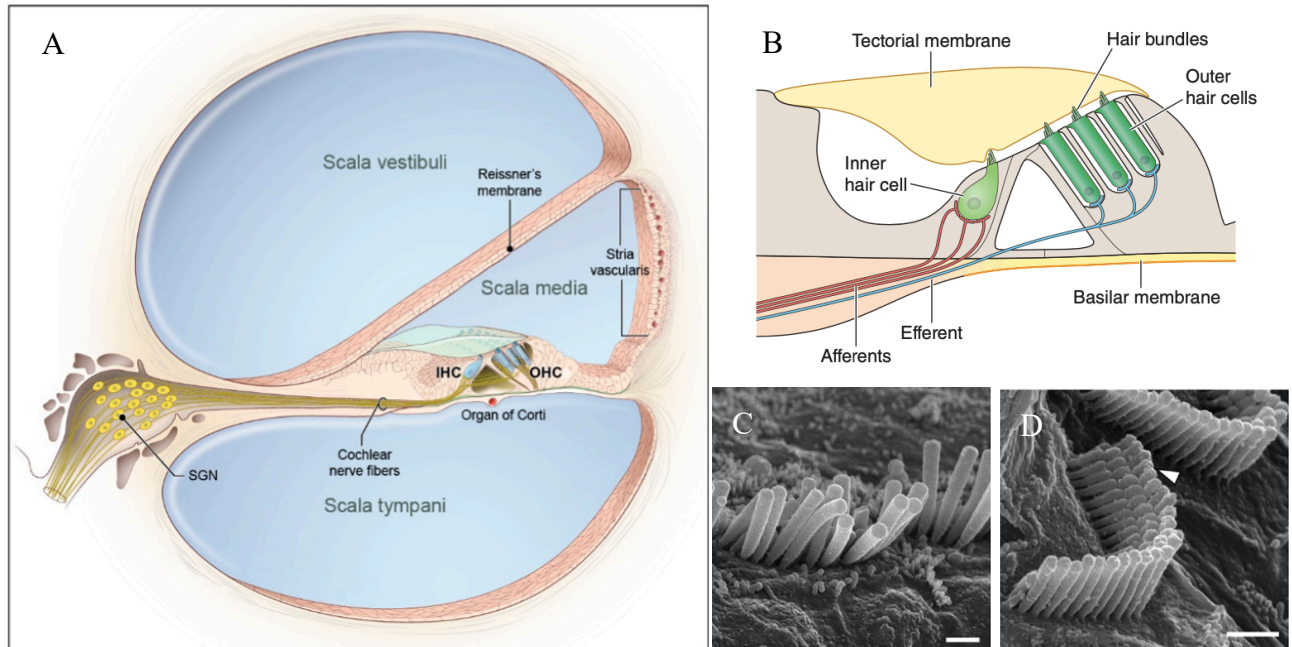 A
Scala vestibuli
Reissner's
membrane
Stria
vascularis
Scala media
IHC
OHC
Organ of Corti
Cochlear
nerve fibers
SGN
Scala tympani
B
Tectorial membrane
Hair bundles
Outer
hair cells
Inner
hair cell
Basilar membrane
Efferent
Afferents
C
D